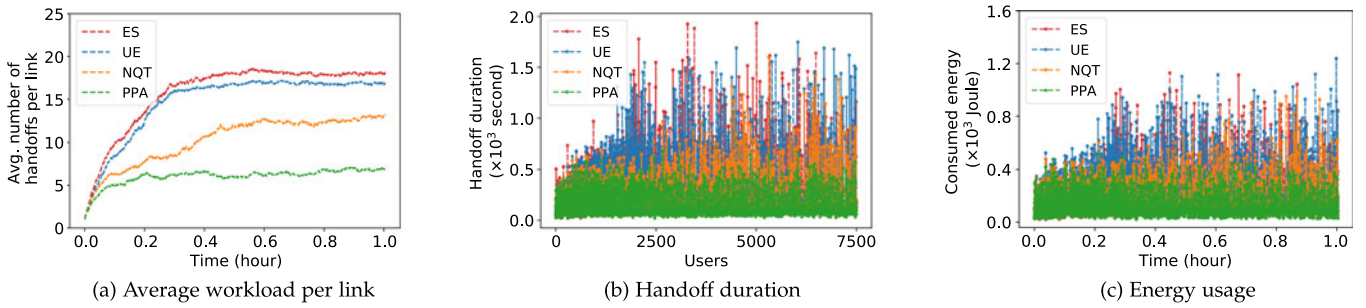 25
20
15
10
5
0
Avg. number of
handoffs per link
ES
UE
NQT
PPA
0.0 0.2 0.4 0.6 0.8 1.0
Time (hour)
(a) Average workload per link
2.0
1.5
1.0
0.5
0.0
Handoff duration
(×10³ second)
ES
UE
NQT
PPA
0 2500 5000 7500
Users
(b) Handoff duration
1.6
1.2
0.8
0.4
0.0
Consumed energy
(×10³ Joule)
ES
UE
NQT
PPA
0.0 0.2 0.4 0.6 0.8 1.0
Time (hour)
(c) Energy usage